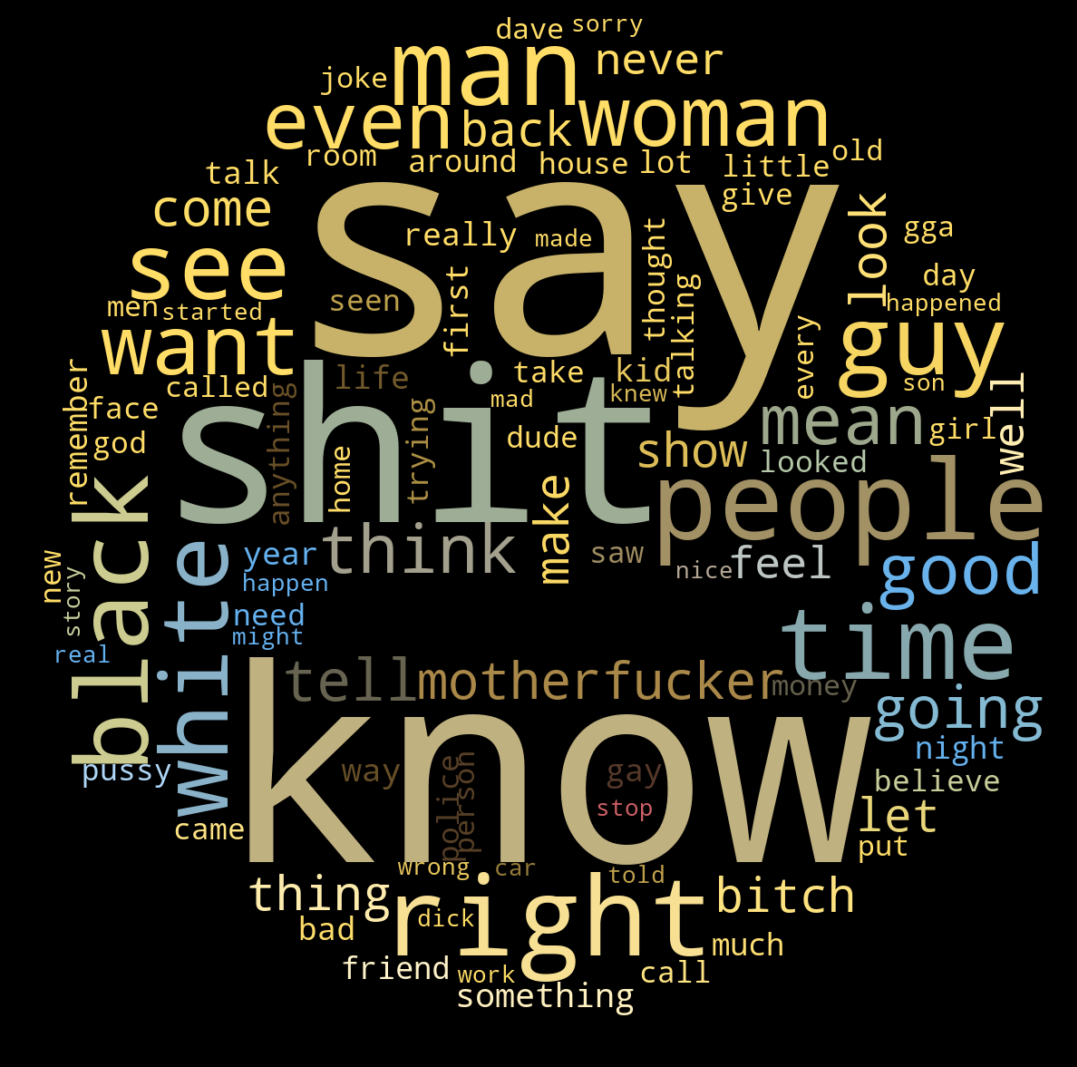 dave sorry
man never
joke
even back woman
room around house lot little old
talk give
come say look
really made thought gga
see seen first talking day
men started happened
want guy
called life take kid every son
remember face anything mad knew well
god shit home trying dude show mean girl
looked
black people
think make saw nice feel good
new year
story white happen
need time
real might
tell motherfucker money
know going
night
pussy way police person gay believe
stop
came let
put
wrong car told
thing right bitch
bad dick much
friend work call
something